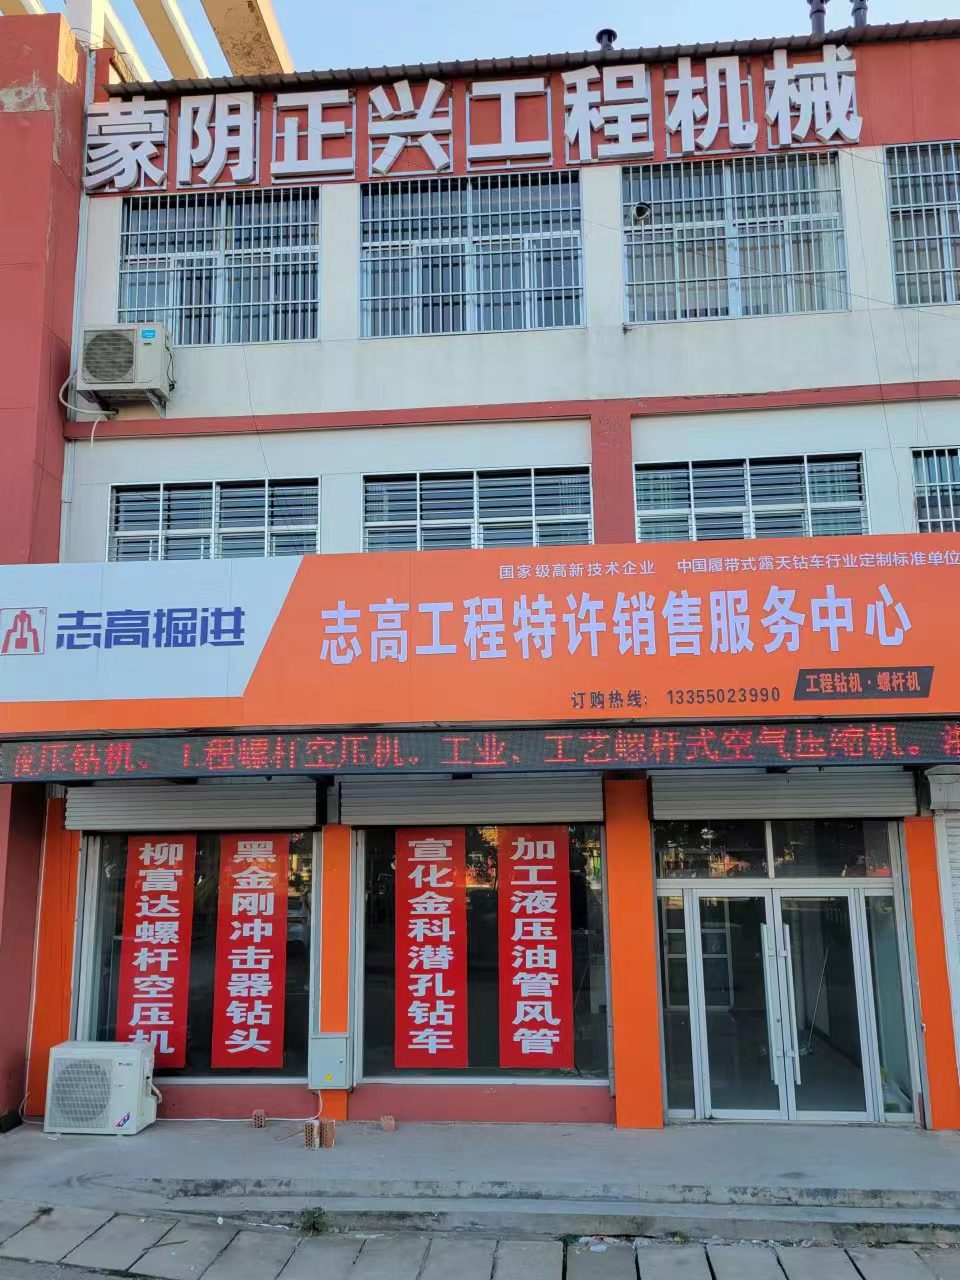 蒙阴正兴工程机械
国家级高新技术企业 中国履带式露天钻车行业定制标准单位
志高掘进
志高工程特许销售服务中心
订购热线: 13355023990
工程钻机·螺杆机
压钻机、工程螺杆空压机。工业、工艺螺杆式空气压缩机。
柳富达螺杆空压机
黑金刚冲击器钻头
宣化金科潜孔钻车
加工液压油管风管